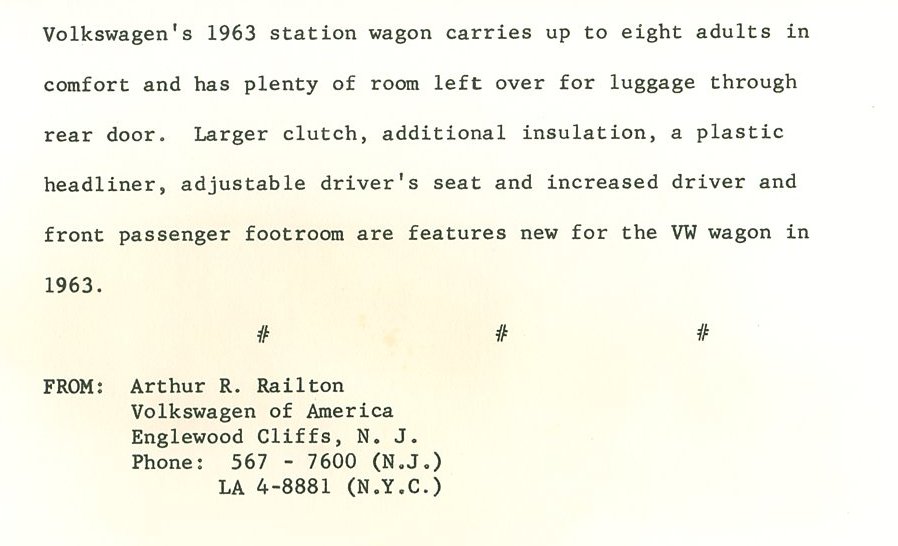 Volkswagen's 1963 station wagon carries up to eight adults in
comfort and has plenty of room left over for luggage through
rear door.  Larger clutch, additional insulation, a plastic
headliner, adjustable driver's seat and increased driver and
front passenger footroom are features new for the VW wagon in
1963.
# # #
FROM:  Arthur R. Railton
Volkswagen of America
Englewood Cliffs, N. J.
Phone:  567 - 7600 (N.J.)
LA 4-8881 (N.Y.C.)